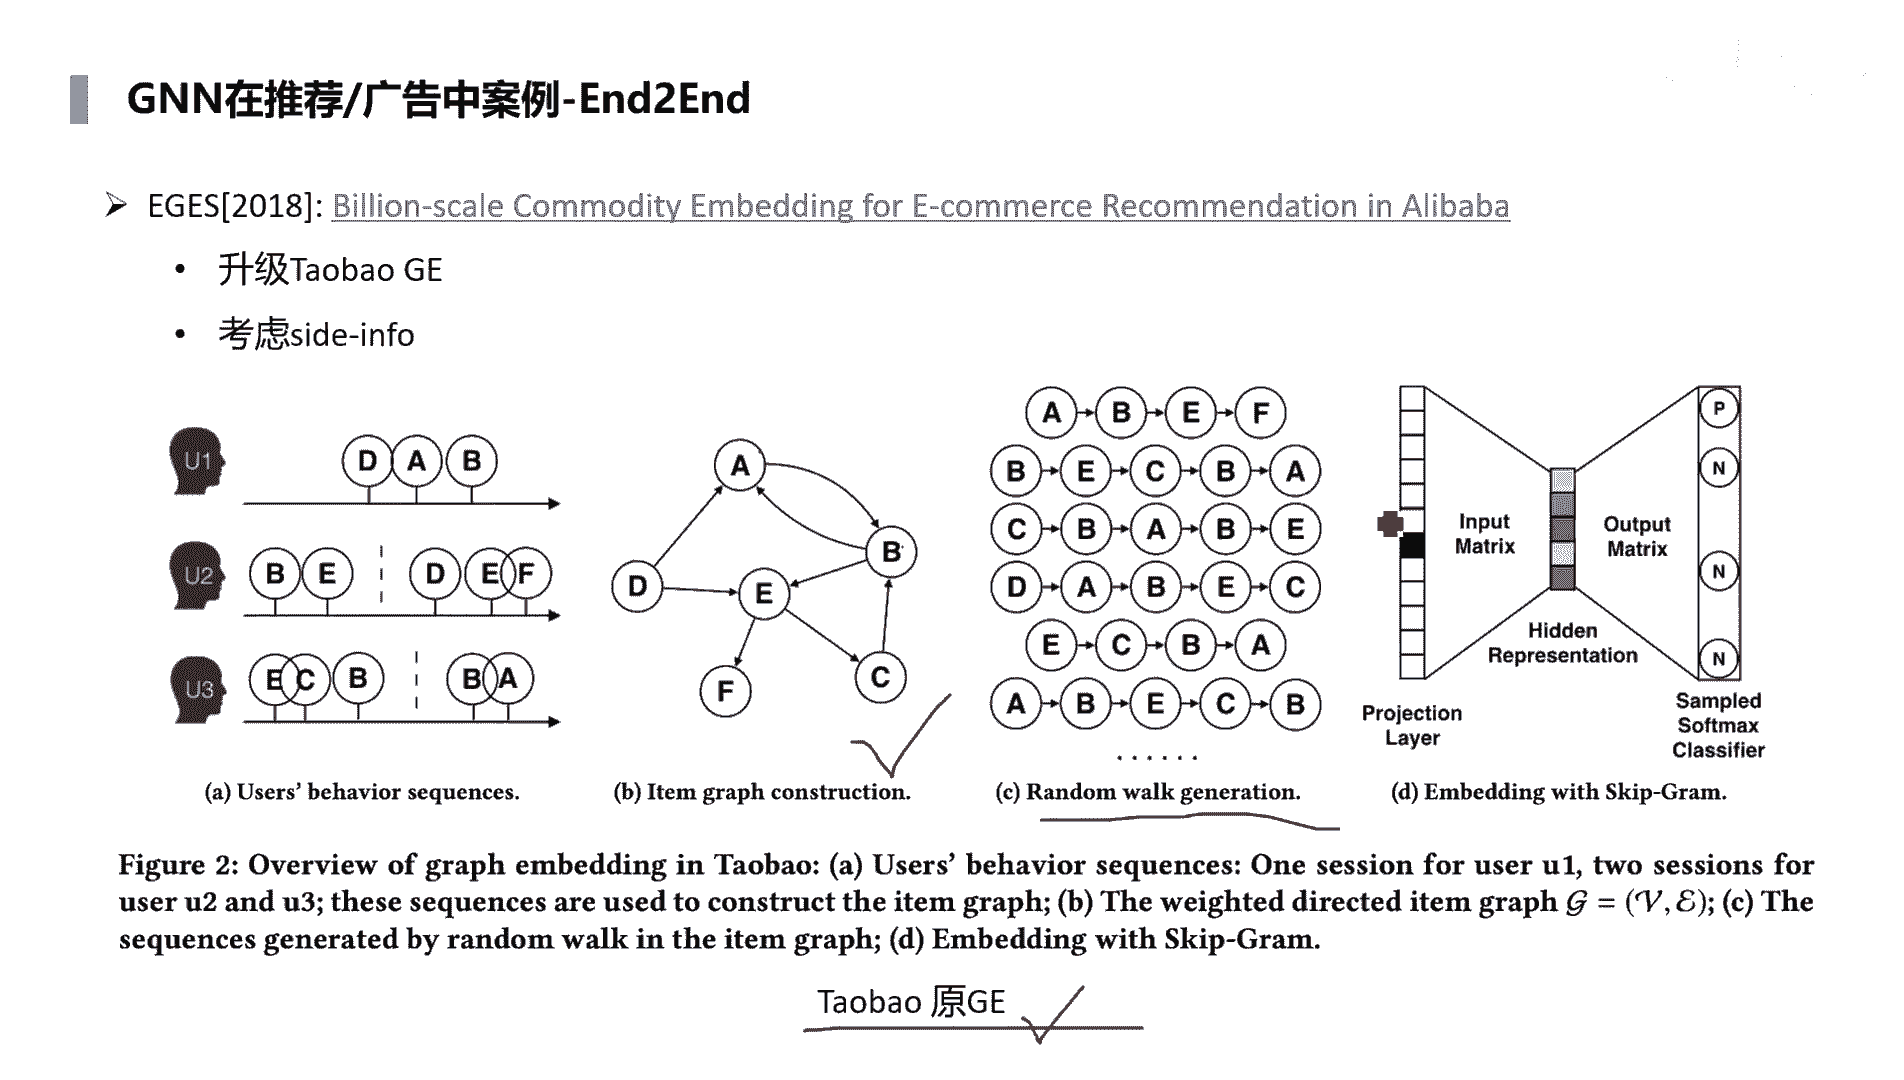 GNN在推荐/广告中案例-End2End
➢ EGES[2018]: Billion-scale Commodity Embedding for E-commerce Recommendation in Alibaba
• 升级Taobao GE
• 考虑side-info
U1
D A B
U2
B E D E F
U3
E C B B A
(a) Users' behavior sequences.
A
B
D
E
F
C
(b) Item graph construction.
A B E F
B E C B A
C B A B E
D A B E C
E C B A
A B E C B
......
(c) Random walk generation.
P
N
N
N
Input
Matrix
Output
Matrix
Hidden
Representation
Projection
Layer
Sampled
Softmax
Classifier
(d) Embedding with Skip-Gram.
Figure 2: Overview of graph embedding in Taobao: (a) Users' behavior sequences: One session for user u1, two sessions for
user u2 and u3; these sequences are used to construct the item graph; (b) The weighted directed item graph 𝒢 = (𝒱, ℰ); (c) The
sequences generated by random walk in the item graph; (d) Embedding with Skip-Gram.
Taobao 原GE